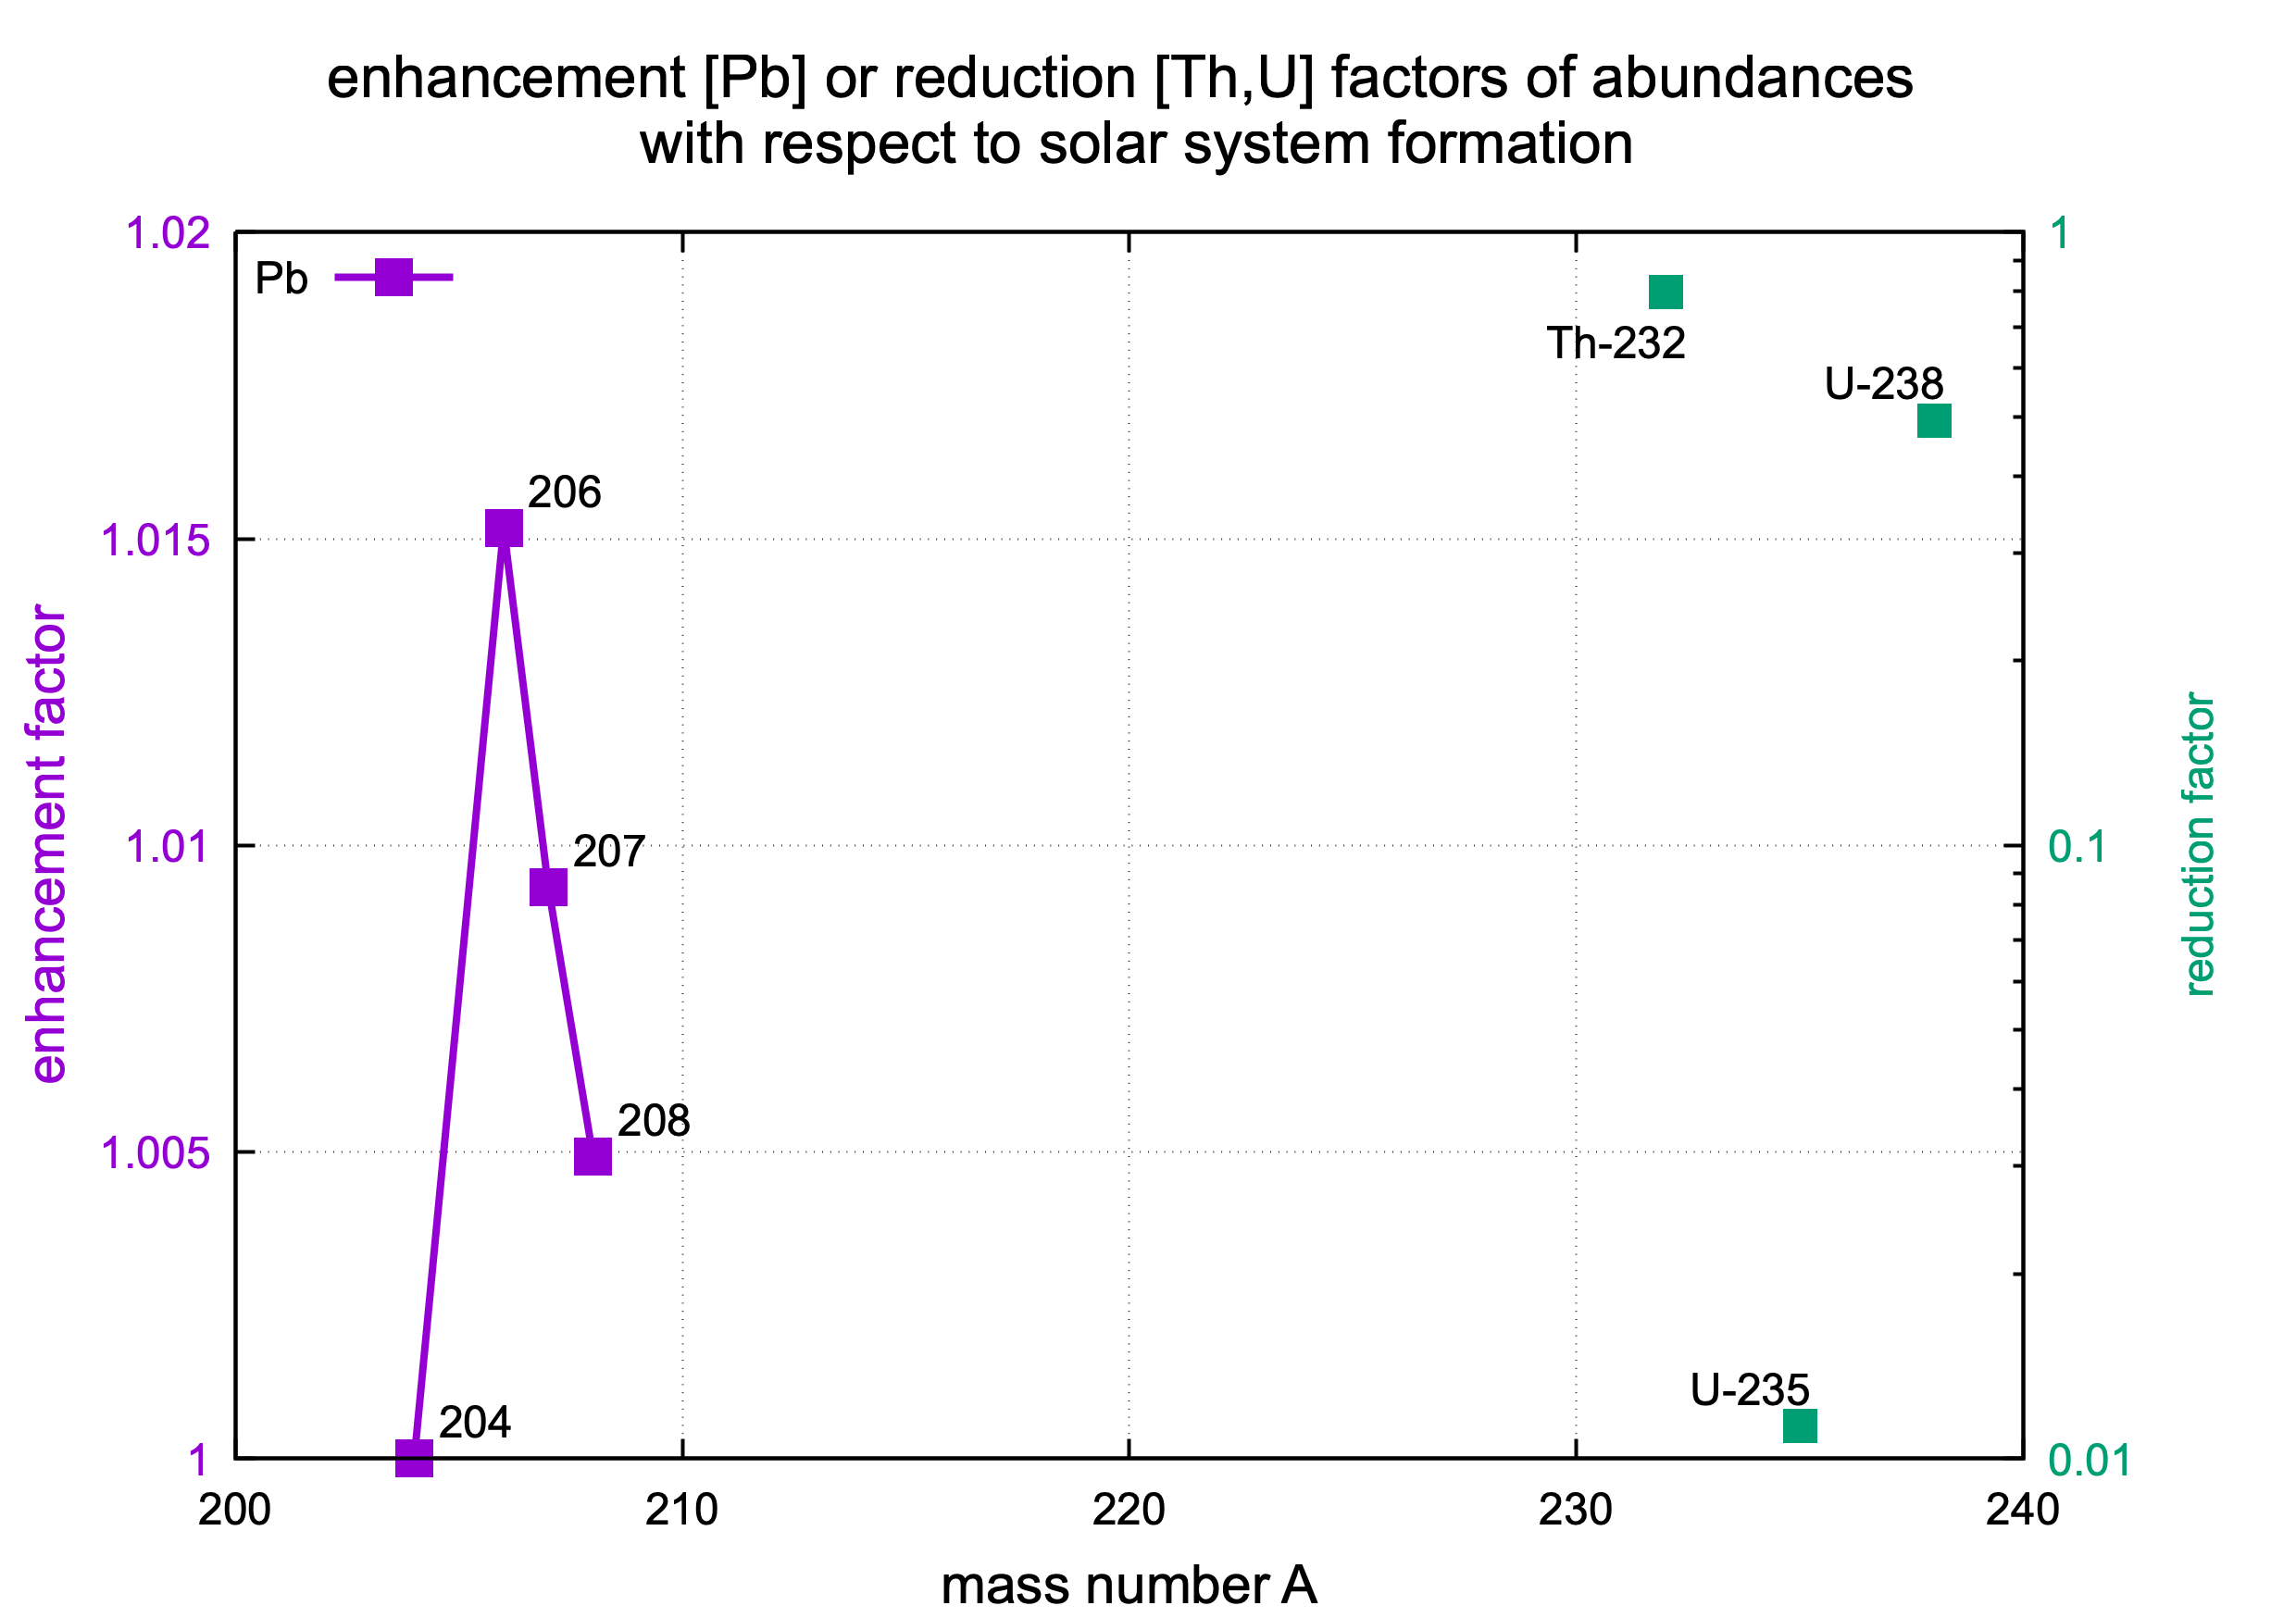 enhancement [Pb] or reduction [Th,U] factors of abundances
with respect to solar system formation
1.02
1.015
1.01
1.005
1
enhancement factor
Pb
206
207
208
204
Th-232
U-238
U-235
1
0.1
0.01
reduction factor
200
210
220
230
240
mass number A